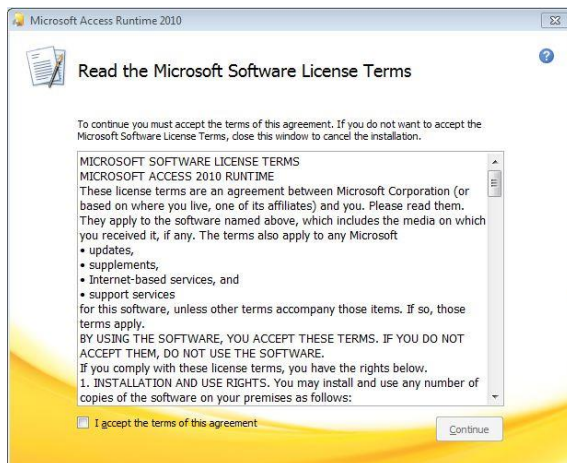 Microsoft Access Runtime 2010
Read the Microsoft Software License Terms
To continue you must accept the terms of this agreement. If you do not want to accept the
Microsoft Software License Terms, close this window to cancel the installation.
MICROSOFT SOFTWARE LICENSE TERMS
MICROSOFT ACCESS 2010 RUNTIME
These license terms are an agreement between Microsoft Corporation (or
based on where you live, one of its affiliates) and you. Please read them.
They apply to the software named above, which includes the media on which
you received it, if any. The terms also apply to any Microsoft
• updates,
• supplements,
• Internet-based services, and
• support services
for this software, unless other terms accompany those items. If so, those
terms apply.
BY USING THE SOFTWARE, YOU ACCEPT THESE TERMS. IF YOU DO NOT
ACCEPT THEM, DO NOT USE THE SOFTWARE.
If you comply with these license terms, you have the rights below.
1. INSTALLATION AND USE RIGHTS. You may install and use any number of
copies of the software on your premises as follows:
I accept the terms of this agreement
Continue